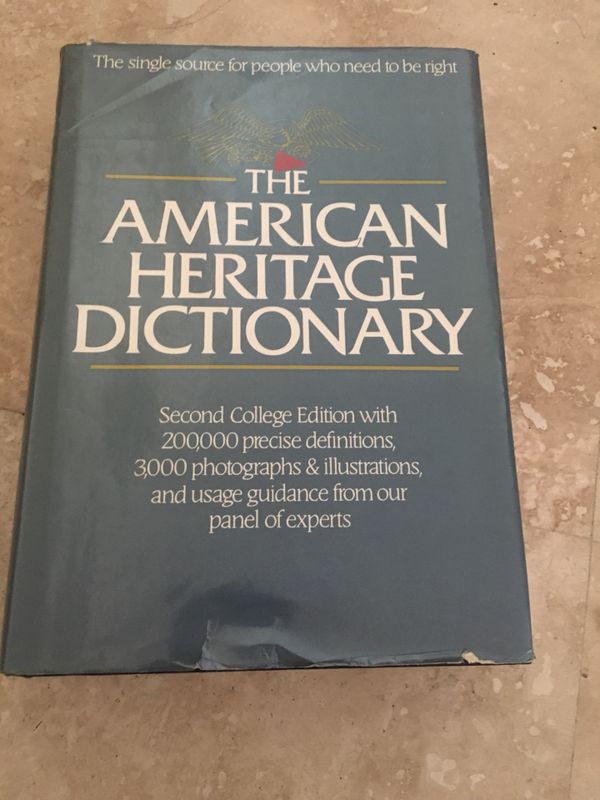 The single source for people who need to be right
THE
AMERICAN
HERITAGE
DICTIONARY
Second College Edition with
200,000 precise definitions,
3,000 photographs & illustrations,
and usage guidance from our
panel of experts